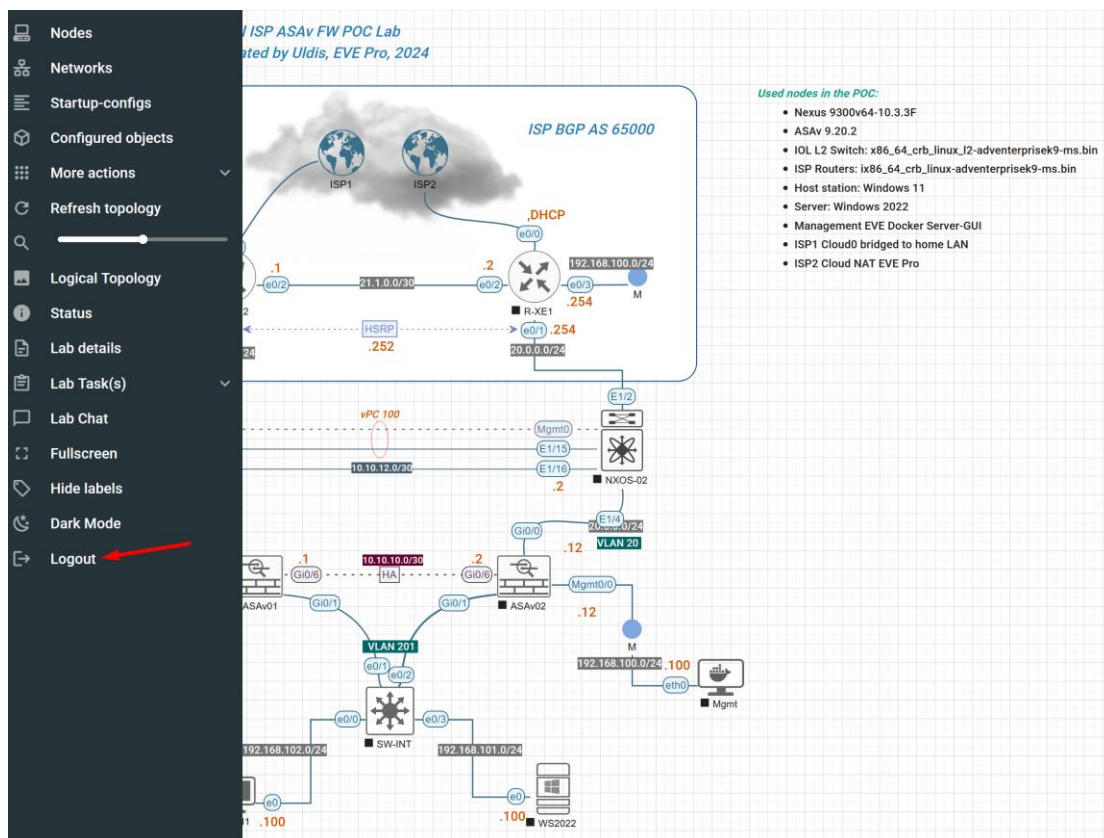 Nodes
Networks
Startup-configs
Configured objects
More actions
Refresh topology
Logical Topology
Status
Lab details
Lab Task(s)
Lab Chat
Fullscreen
Hide labels
Dark Mode
Logout
ISP ASAv FW POC Lab
ated by Uldis, EVE Pro, 2024
ISP BGP AS 65000
ISP1
ISP2
,DHCP
e0/0
.1
e0/2
21.1.0.0/30
.2
e0/2
192.168.100.0/24
e0/3
M
.254
2
R-XE1
HSRP
.252
e0/1
.254
24
20.0.0.0/24
E1/2
vPC 100
Mgmt0
E1/15
10.10.12.0/30
E1/16
.2
NXOS-02
E1/4
Gi0/0
VLAN 20
.12
.1
10.10.10.0/30
.2
Gi0/6
HA
Gi0/6
Mgmt0/0
ASAv01
Gi0/1
Gi0/1
ASAv02
.12
VLAN 201
M
e0/1
e0/2
192.168.100.0/24
.100
eth0
Mgmt
e0/0
e0/3
SW-INT
192.168.102.0/24
192.168.101.0/24
e0
e0
11
.100
.100
WS2022
Used nodes in the POC:
• Nexus 9300v64-10.3.3F
• ASAv 9.20.2
• IOL L2 Switch: x86_64_crb_linux_l2-adventerprisek9-ms.bin
• ISP Routers: ix86_64_crb_linux-adventerprisek9-ms.bin
• Host station: Windows 11
• Server: Windows 2022
• Management EVE Docker Server-GUI
• ISP1 Cloud0 bridged to home LAN
• ISP2 Cloud NAT EVE Pro